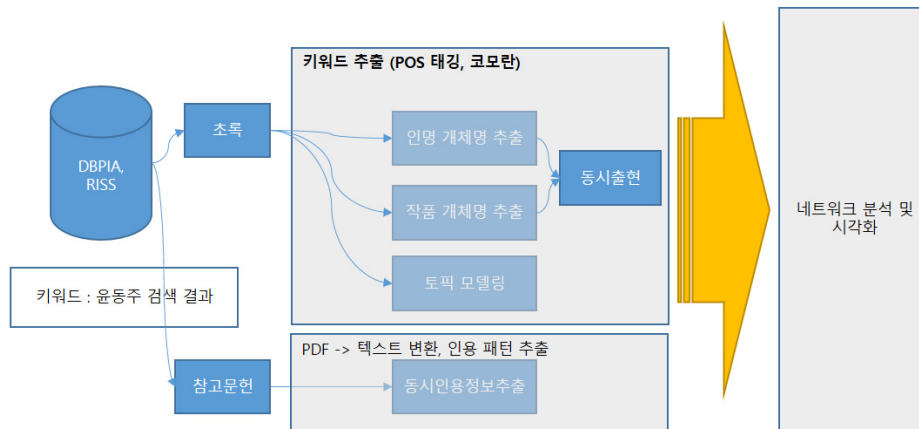 키워드 추출 (POS 태깅, 코모란)
DBPIA,
RISS
초록
인명 개체명 추출
작품 개체명 추출
토픽 모델링
동시출현
키워드 : 윤동주 검색 결과
PDF -> 텍스트 변환, 인용 패턴 추출
참고문헌
동시인용정보추출
네트워크 분석 및
시각화